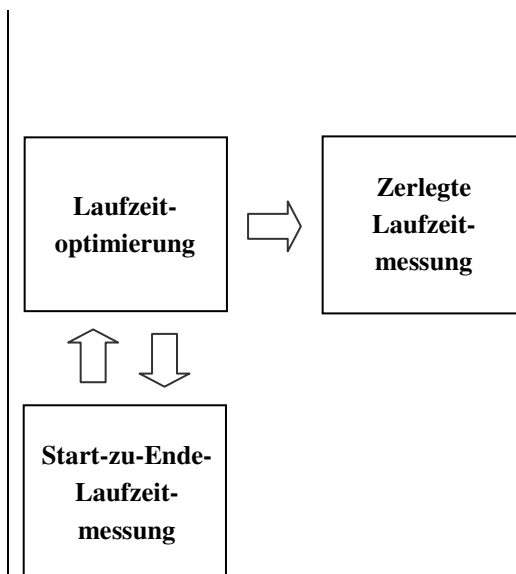 Laufzeit-
optimierung
Zerlegte
Laufzeit-
messung
Start-zu-Ende-
Laufzeit-
messung